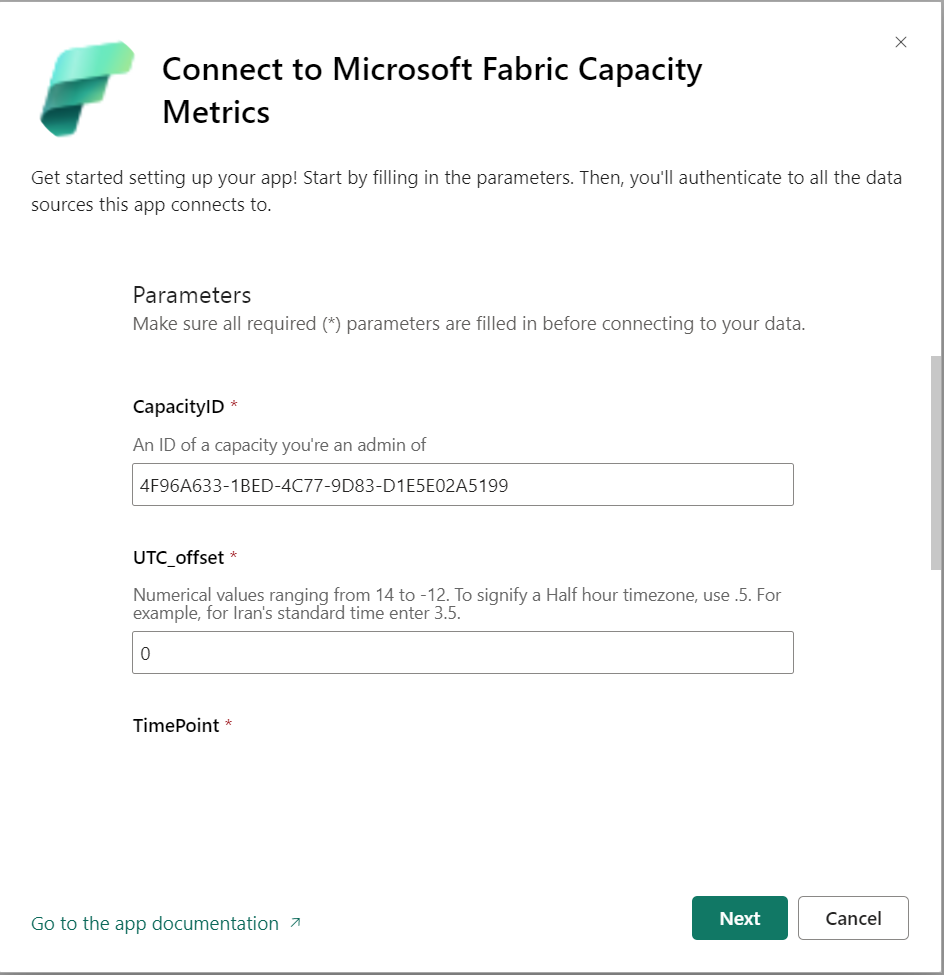 Connect to Microsoft Fabric Capacity
Metrics
Get started setting up your app! Start by filling in the parameters. Then, you'll authenticate to all the data
sources this app connects to.
Parameters
Make sure all required (*) parameters are filled in before connecting to your data.
CapacityID *
An ID of a capacity you're an admin of
4F96A633-1BED-4C77-9D83-D1E5E02A5199
UTC_offset *
Numerical values ranging from 14 to -12. To signify a Half hour timezone, use .5. For
example, for Iran's standard time enter 3.5.
0
TimePoint *
Go to the app documentation
Next
Cancel